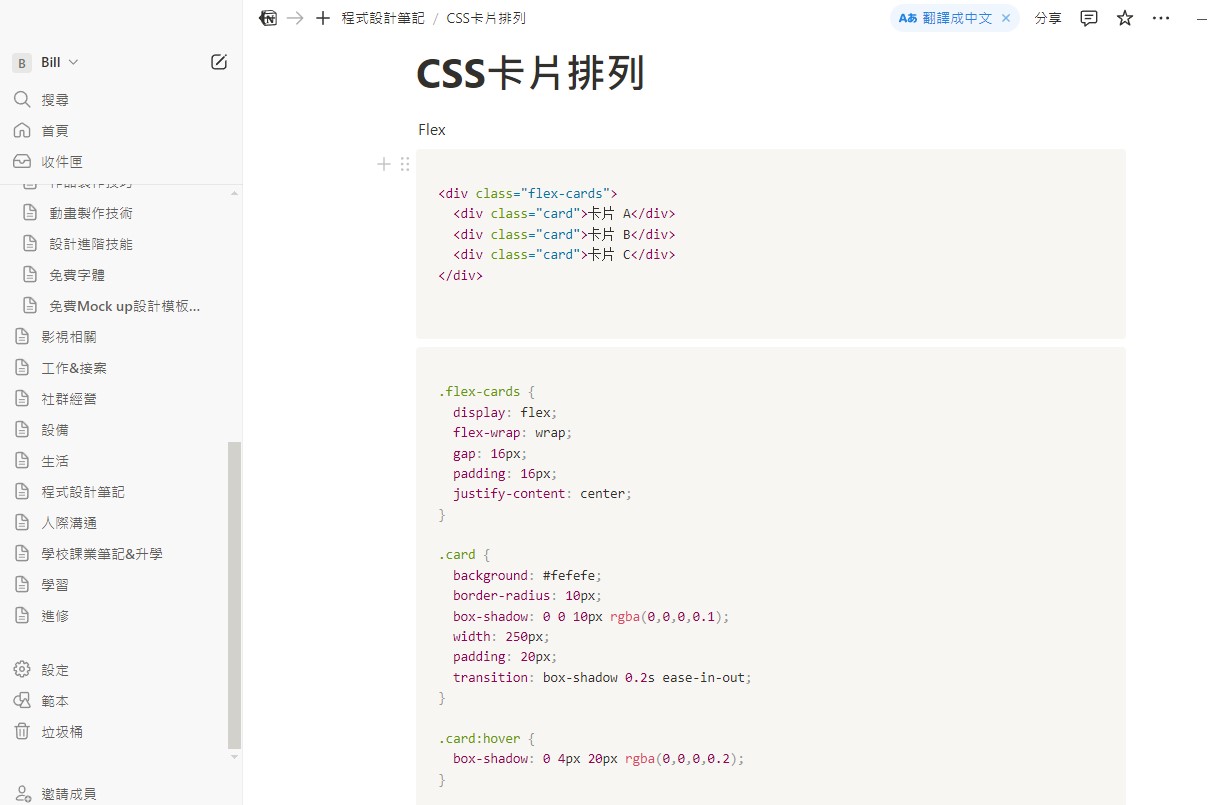 程式設計筆記 / CSS卡片排列
Aあ 翻譯成中文 ×
分享
B Bill
搜尋
首頁
收件匣
動畫製作技術
設計進階技能
免費字體
免費Mock up設計模板...
影視相關
工作&接案
社群經營
設備
生活
程式設計筆記
人際溝通
學校課業筆記&升學
學習
進修
設定
範本
垃圾桶
邀請成員
CSS卡片排列
Flex
<div class="flex-cards">
  <div class="card">卡片 A</div>
  <div class="card">卡片 B</div>
  <div class="card">卡片 C</div>
</div>
.flex-cards {
  display: flex;
  flex-wrap: wrap;
  gap: 16px;
  padding: 16px;
  justify-content: center;
}
.card {
  background: #fefefe;
  border-radius: 10px;
  box-shadow: 0 0 10px rgba(0,0,0,0.1);
  width: 250px;
  padding: 20px;
  transition: box-shadow 0.2s ease-in-out;
}
.card:hover {
  box-shadow: 0 4px 20px rgba(0,0,0,0.2);
}